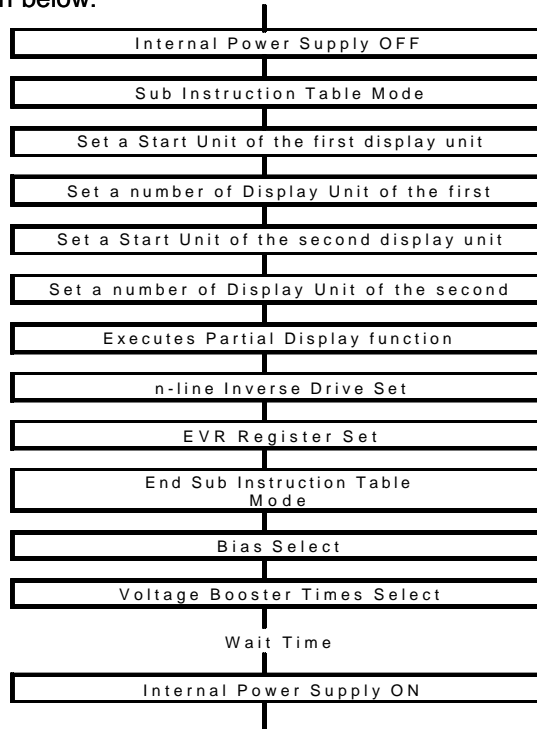 below.
Internal Power Supply OFF
Sub Instruction Table Mode
Set a Start Unit of the first display unit
Set a number of Display Unit of the first
Set a Start Unit of the second display unit
Set a number of Display Unit of the second
Executes Partial Display function
n-line Inverse Drive Set
EVR Register Set
End Sub Instruction Table
Mode
Bias Select
Voltage Booster Times Select
Wait Time
Internal Power Supply ON